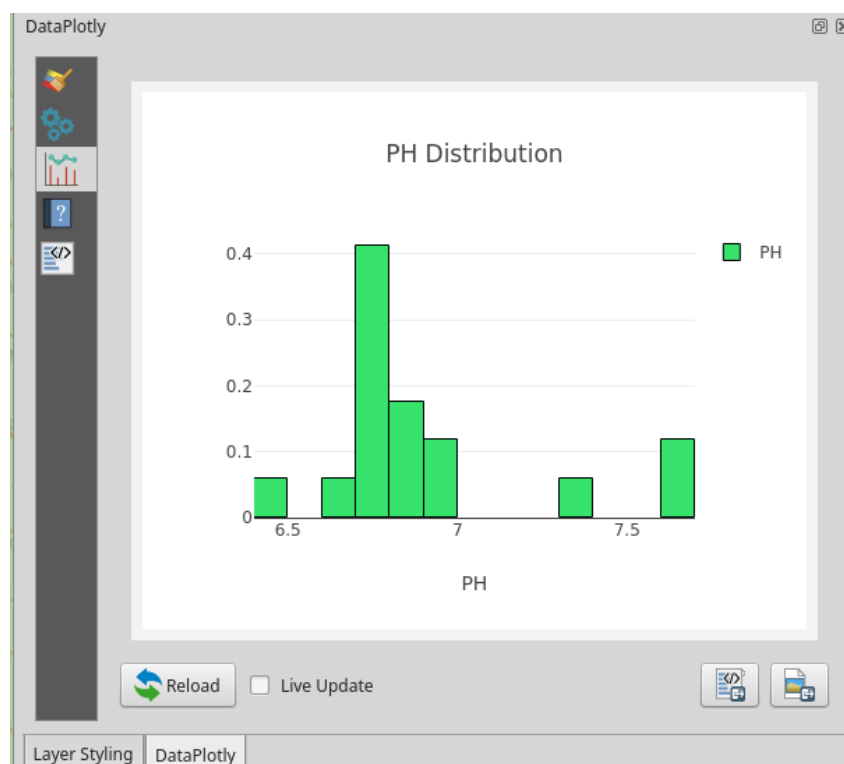 DataPlotly
PH Distribution
0.4
0.3
0.2
0.1
0
6.5 7 7.5
PH
PH
Reload Live Update
Layer Styling DataPlotly